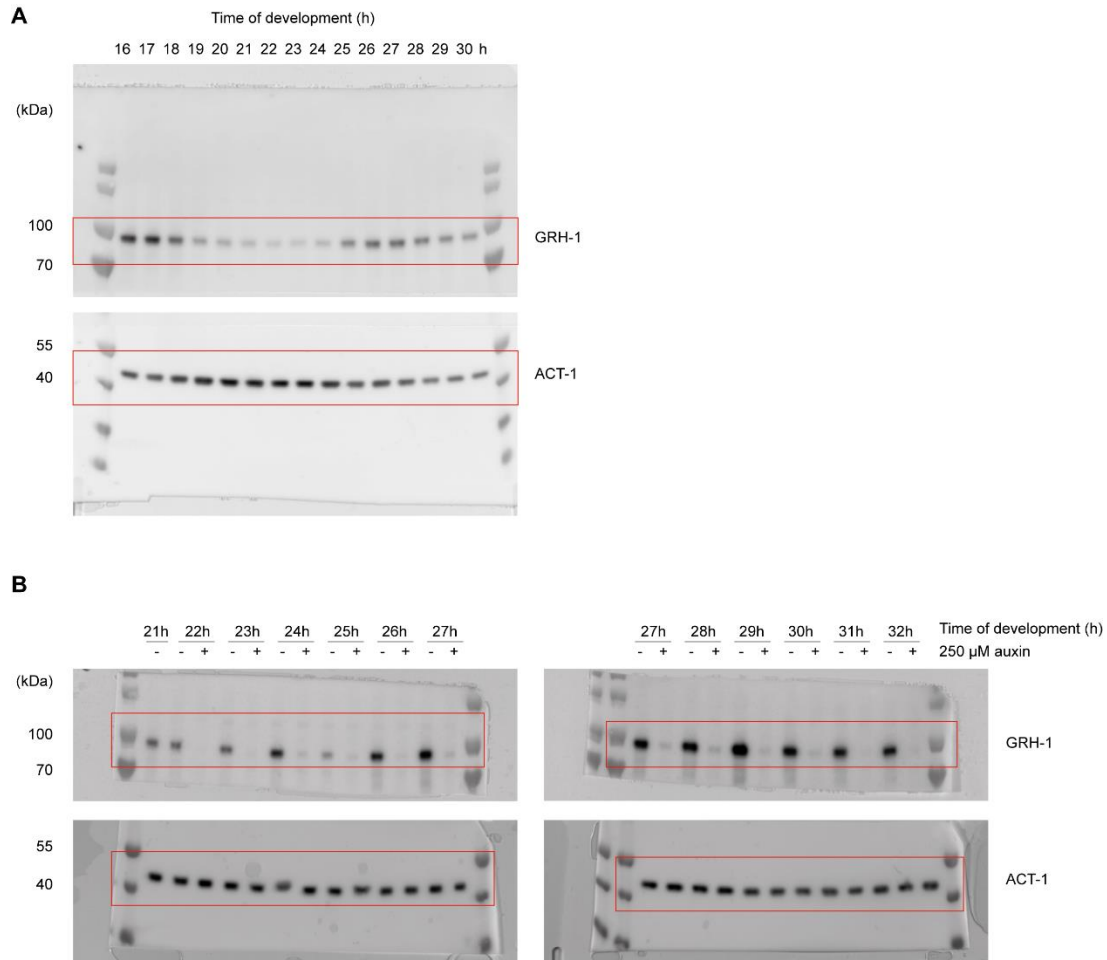 A
Time of development (h)
16 17 18 19 20 21 22 23 24 25 26 27 28 29 30 h
(kDa)
100
GRH-1
70
55
40
ACT-1
B
21h 22h 23h 24h 25h 26h 27h 27h 28h 29h 30h 31h 32h Time of development (h)
- - + - + - + - + - + - + - + - + - + - + - + - + 250 µM auxin
(kDa)
100
GRH-1
70
55
40
ACT-1